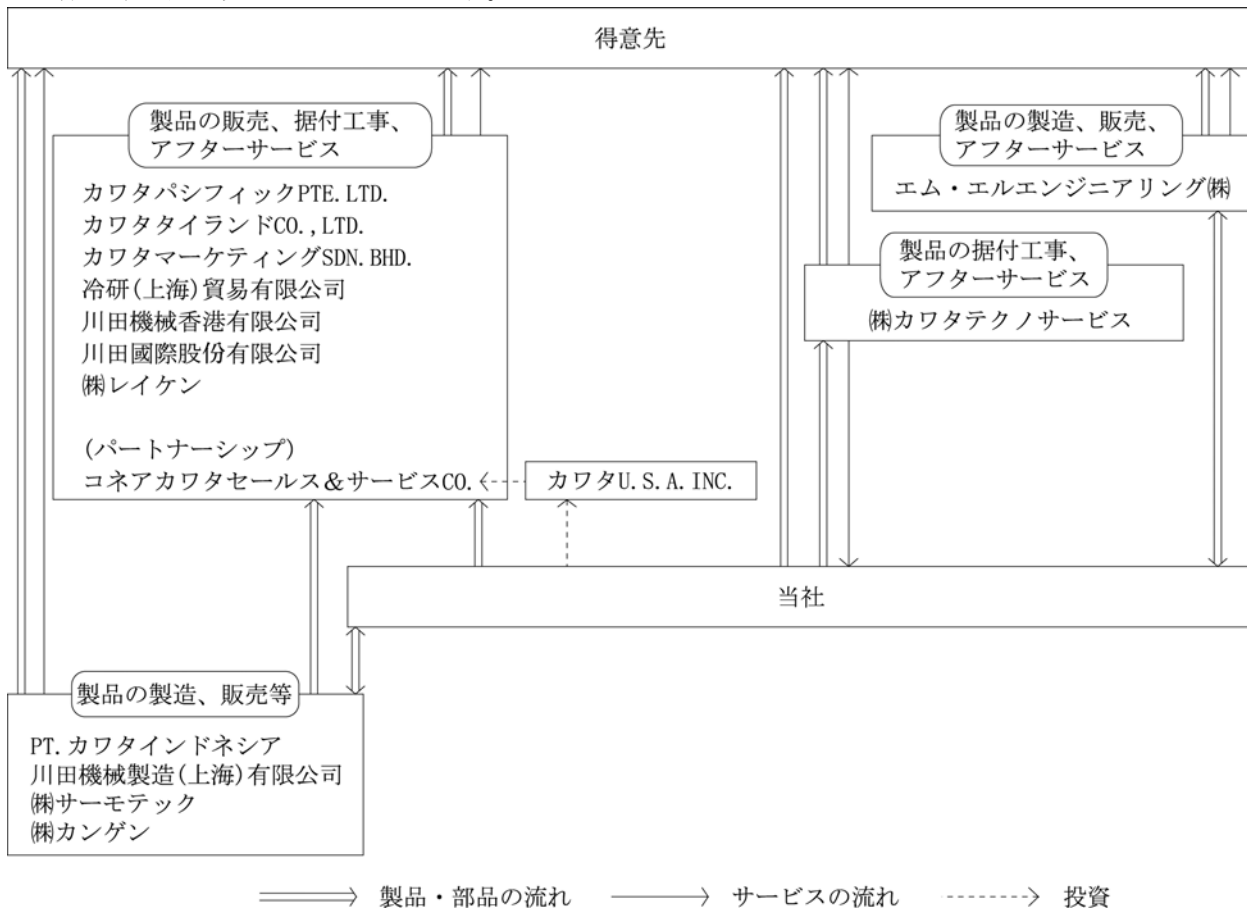 得意先
製品の販売、据付工事、
アフターサービス
カワタパシフィックPTE.LTD.
カワタタイランドCO.,LTD.
カワタマーケティングSDN.BHD.
冷研(上海)貿易有限公司
川田機械香港有限公司
川田國際股份有限公司
㈱レイケン
(パートナーシップ)
コネアカワタセールス&サービスCO.
カワタU.S.A.INC.
製品の製造、販売、
アフターサービス
エム・エルエンジニアリング㈱
製品の据付工事、
アフターサービス
㈱カワタテクノサービス
当社
製品の製造、販売等
PT.カワタインドネシア
川田機械製造(上海)有限公司
㈱サーモテック
㈱カンゲン
製品・部品の流れ サービスの流れ 投資